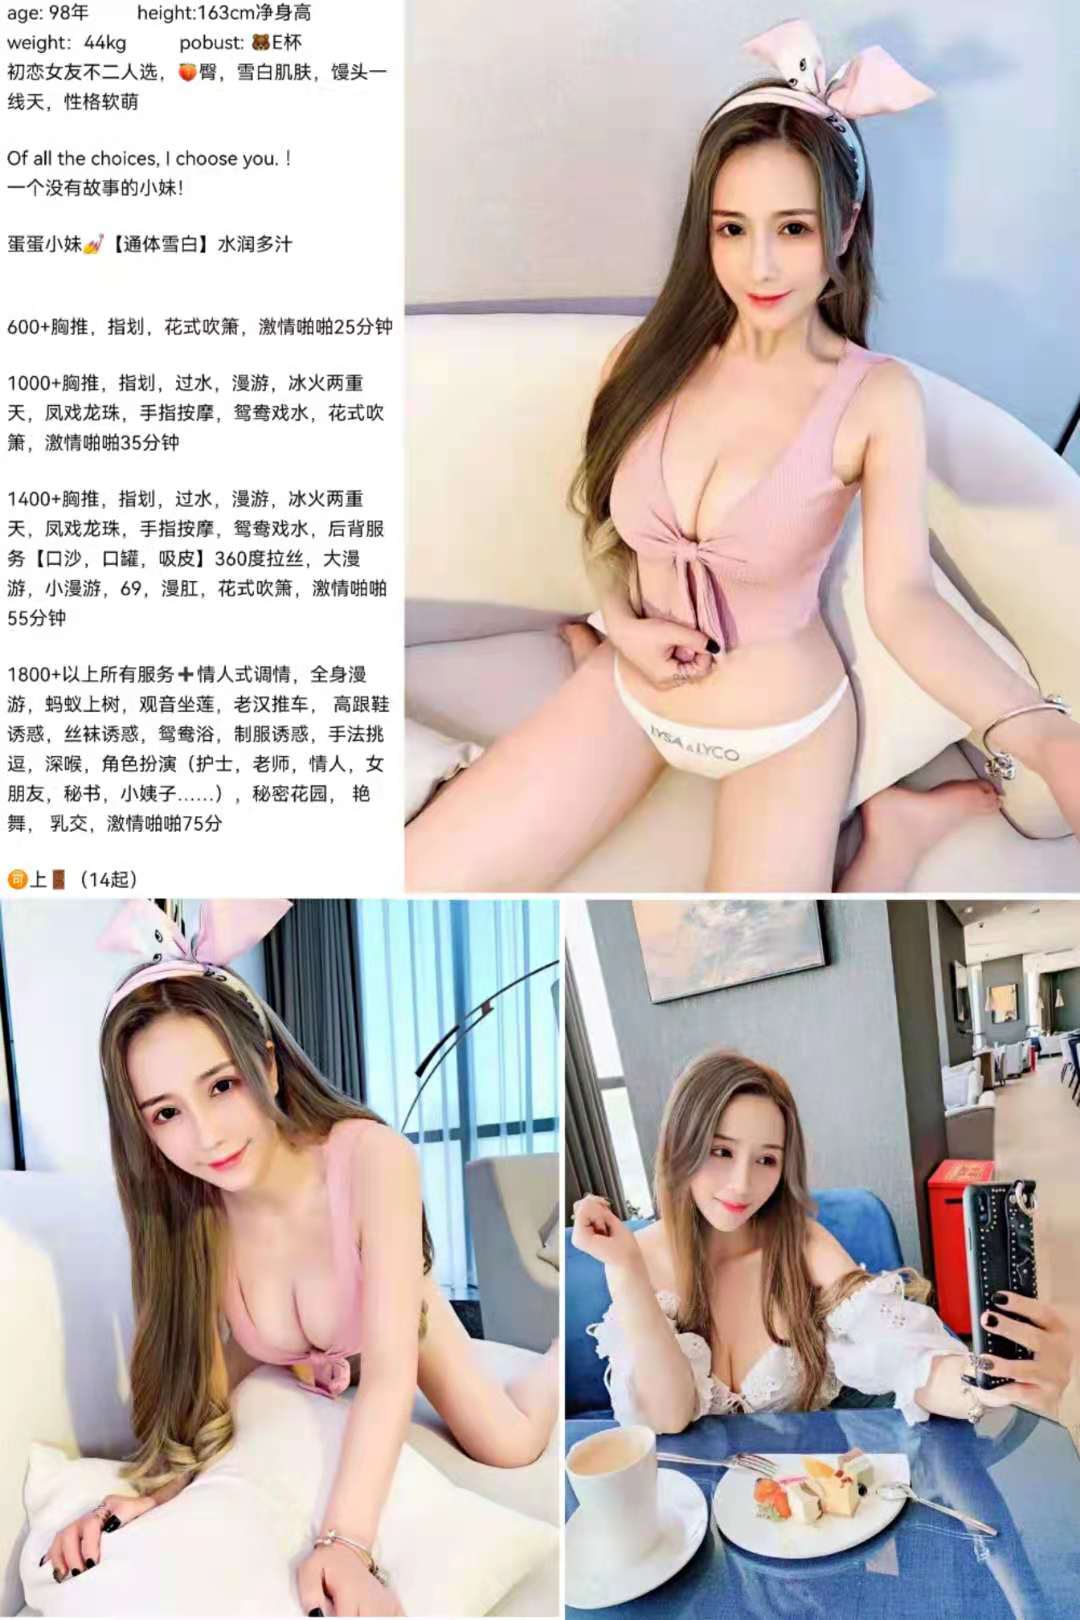 age: 98年 height:163cm净身高
weight：44kg pobust: 🐻E杯
初恋女友不二人选，🍑臀，雪白肌肤，馒头一
线天，性格软萌
Of all the choices, I choose you.！
一个没有故事的小妹！
蛋蛋小妹💅【通体雪白】水润多汁
600+胸推，指划，花式吹箫，激情啪啪25分钟
1000+胸推，指划，过水，漫游，冰火两重
天，凤戏龙珠，手指按摩，鸳鸯戏水，花式吹
箫，激情啪啪35分钟
1400+胸推，指划，过水，漫游，冰火两重
天，凤戏龙珠，手指按摩，鸳鸯戏水，后背服
务【口沙，口罐，吸皮】360度拉丝，大漫
游，小漫游，69，漫肛，花式吹箫，激情啪啪
55分钟
1800+以上所有服务➕情人式调情，全身漫
游，蚂蚁上树，观音坐莲，老汉推车， 高跟鞋
诱惑，丝袜诱惑，鸳鸯浴，制服诱惑，手法挑
逗，深喉，角色扮演（护士，老师，情人，女
朋友，秘书，小姨子……），秘密花园， 艳
舞， 乳交，激情啪啪75分
🉑上🚪（14起）
LYSA & LYCO